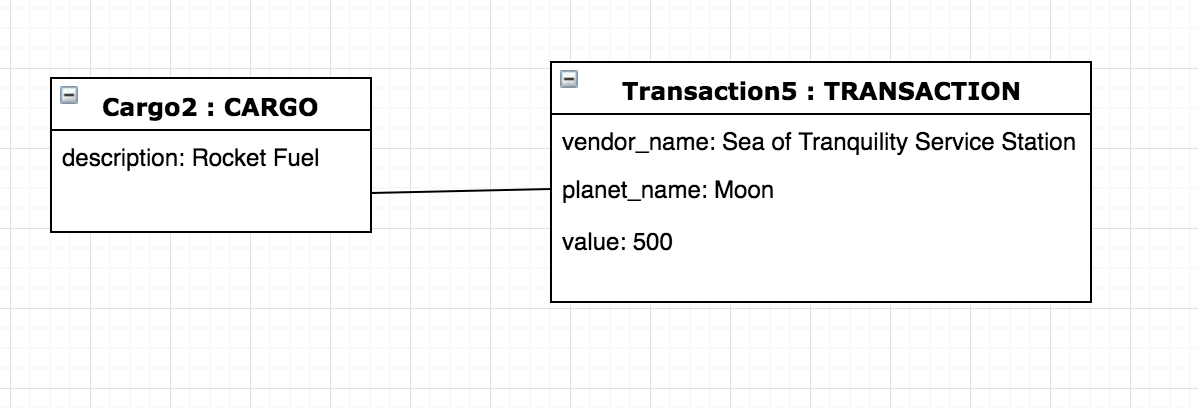 Cargo2 : CARGO
description: Rocket Fuel
Transaction5 : TRANSACTION
vendor_name: Sea of Tranquility Service Station
planet_name: Moon
value: 500